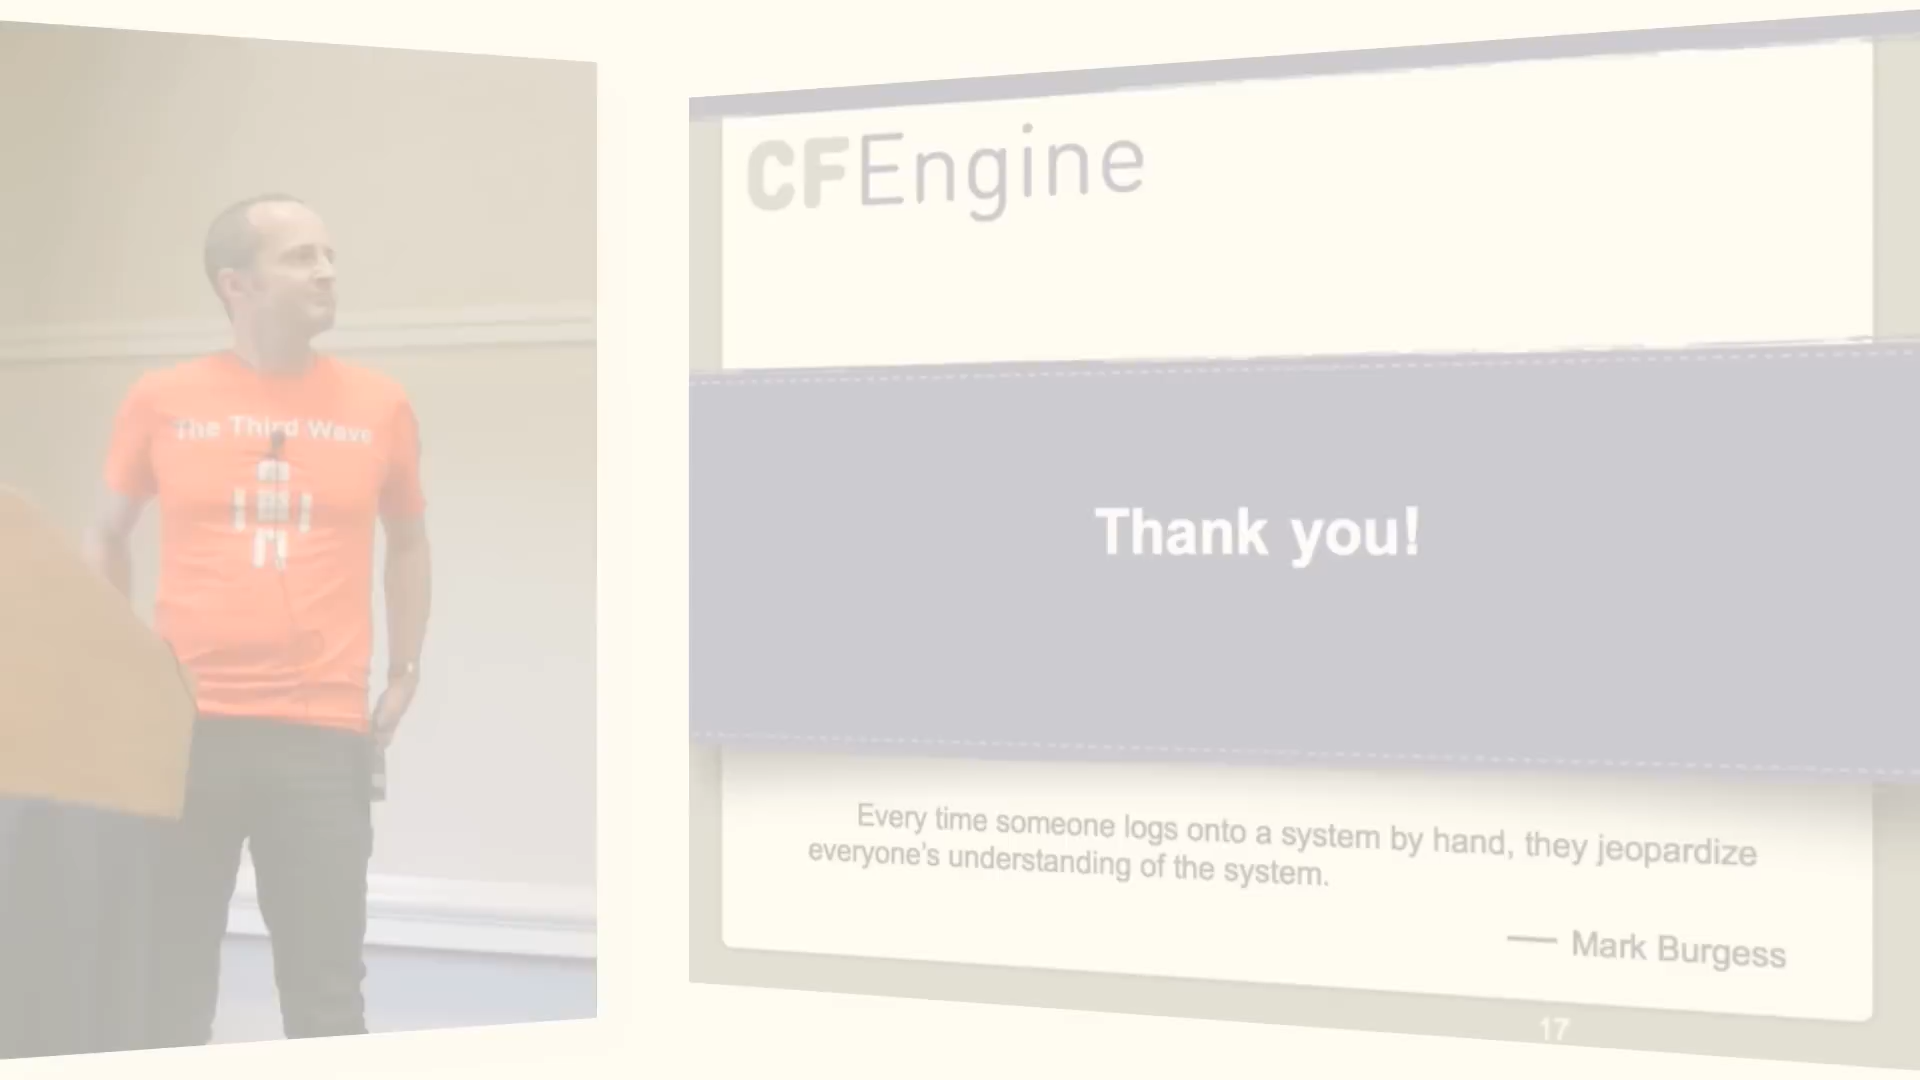 The Third Wave
CFEngine
Thank you!
Every time someone logs onto a system by hand, they jeopardize
everyone's understanding of the system.
— Mark Burgess
17